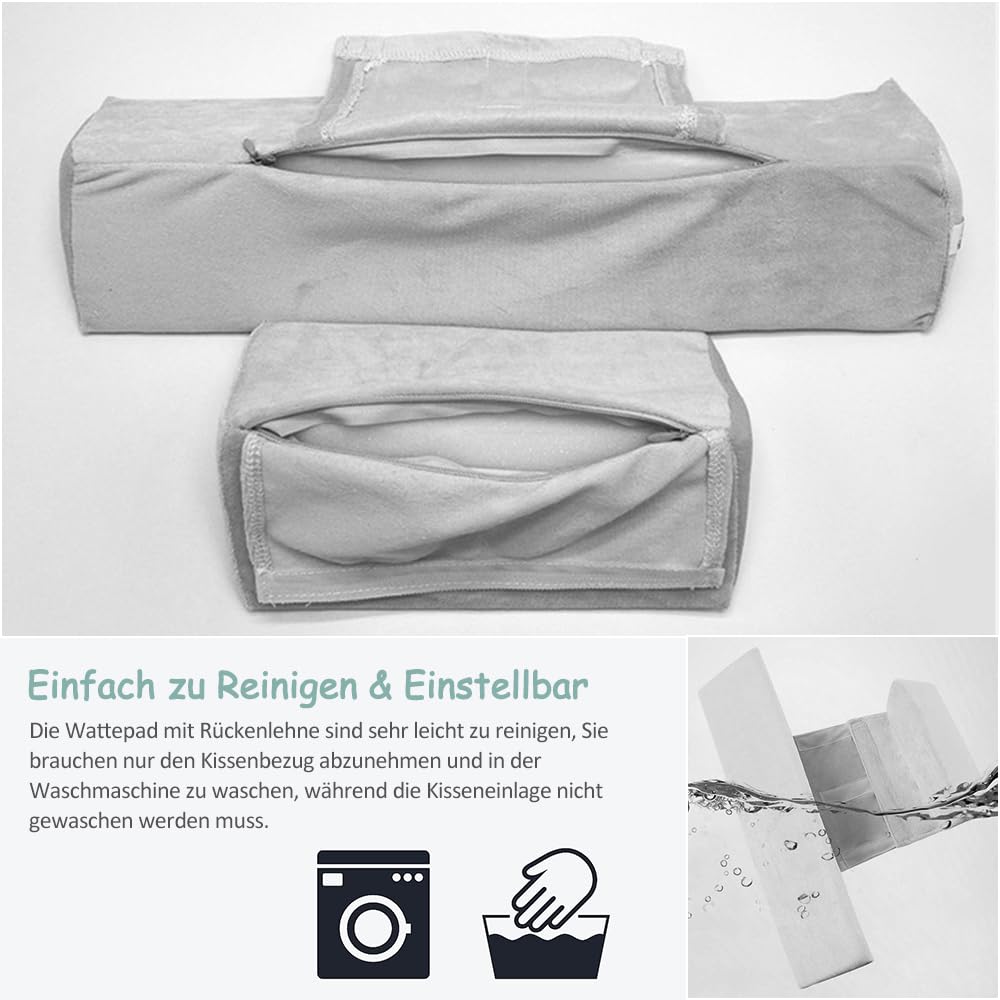 Einfach zu Reinigen & Einstellbar
Die Wattepad mit Rückenlehne sind sehr leicht zu reinigen, Sie
brauchen nur den Kissenbezug abzunehmen und in der
Waschmaschine zu waschen, während die Kisseneinlage nicht
gewaschen werden muss.